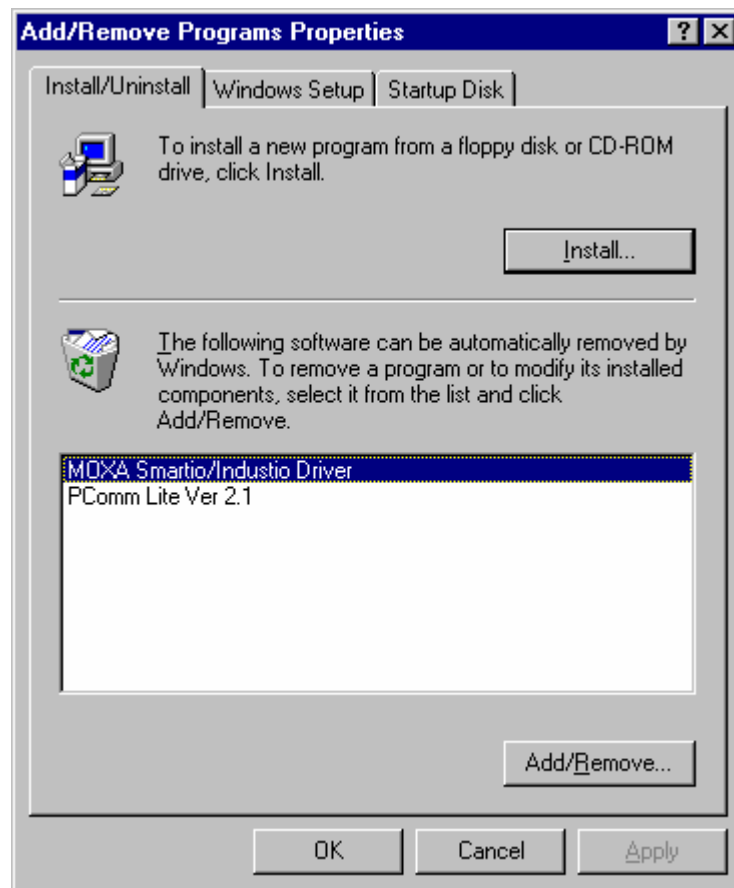 Add/Remove Programs Properties
Install/Uninstall
Windows Setup
Startup Disk
To install a new program from a floppy disk or CD-ROM
drive, click Install.
Install...
The following software can be automatically removed by
Windows. To remove a program or to modify its installed
components, select it from the list and click
Add/Remove.
MOXA Smartio/Industio Driver
PComm Lite Ver 2.1
Add/Remove...
OK
Cancel
Apply